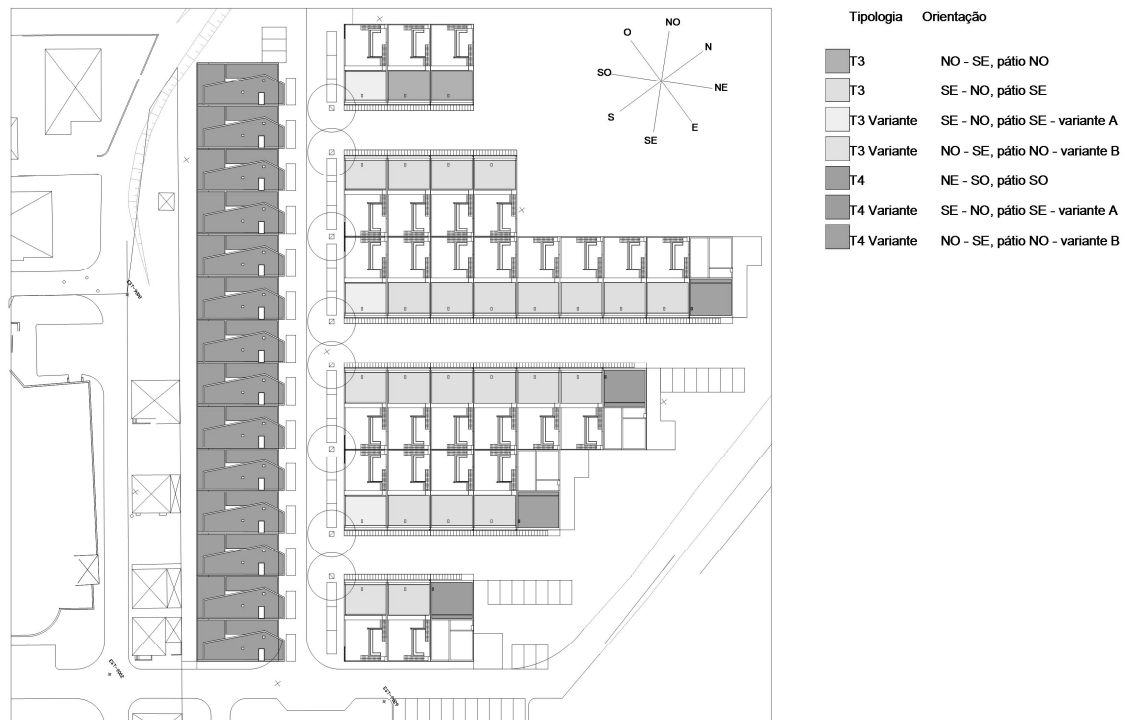 Tipologia Orientação
T3 NO - SE, pátio NO
T3 SE - NO, pátio SE
T3 Variante SE - NO, pátio SE - variante A
T3 Variante NO - SE, pátio NO - variante B
T4 NE - SO, pátio SO
T4 Variante SE - NO, pátio SE - variante A
T4 Variante NO - SE, pátio NO - variante B
NO
O
N
SO
NE
S
E
SE